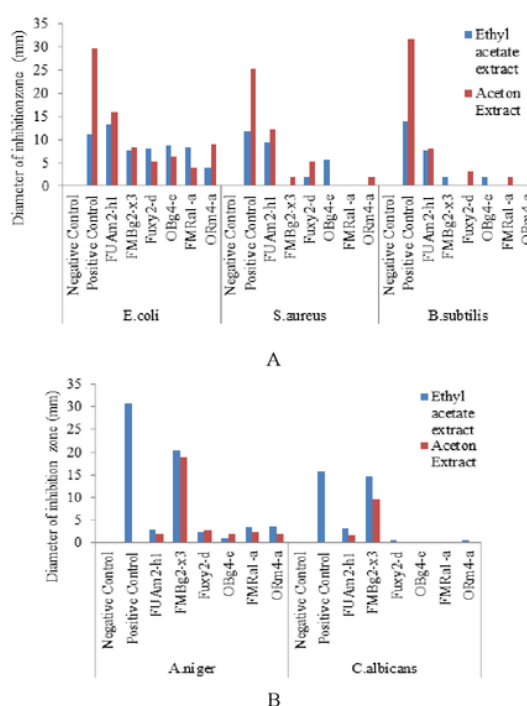 Diameter of inhibitionzone (mm)
35
30
25
20
15
10
5
0
Ethyl
acetate
extract
Aceton
Extract
Negative Control
Positive Control
FUAm2-h1
FMBg2-x3
Fuxy2-d
OBg4-e
FMRal-a
ORm4-a
Negative Control
Positive Control
FUAm2-h1
FMBg2-x3
Fuxy2-d
OBg4-e
FMRal-a
ORm4-a
Negative Control
Positive Control
FUAm2-h1
FMBg2-x3
Fuxy2-d
OBg4-e
FMRal-a
ORm4-a
E.coli
S.aureus
B.subtilis
A
Diameter of inhibition zone (mm)
35
30
25
20
15
10
5
0
Ethyl
acetate
extract
Aceton
Extract
Negative Control
Positive Control
FUAm2-h1
FMBg2-x3
Fuxy2-d
OBg4-e
FMRal-a
ORm4-a
Negative Control
Positive Control
FUAm2-h1
FMBg2-x3
Fuxy2-d
OBg4-e
FMRal-a
ORm4-a
A.niger
C.albicans
B